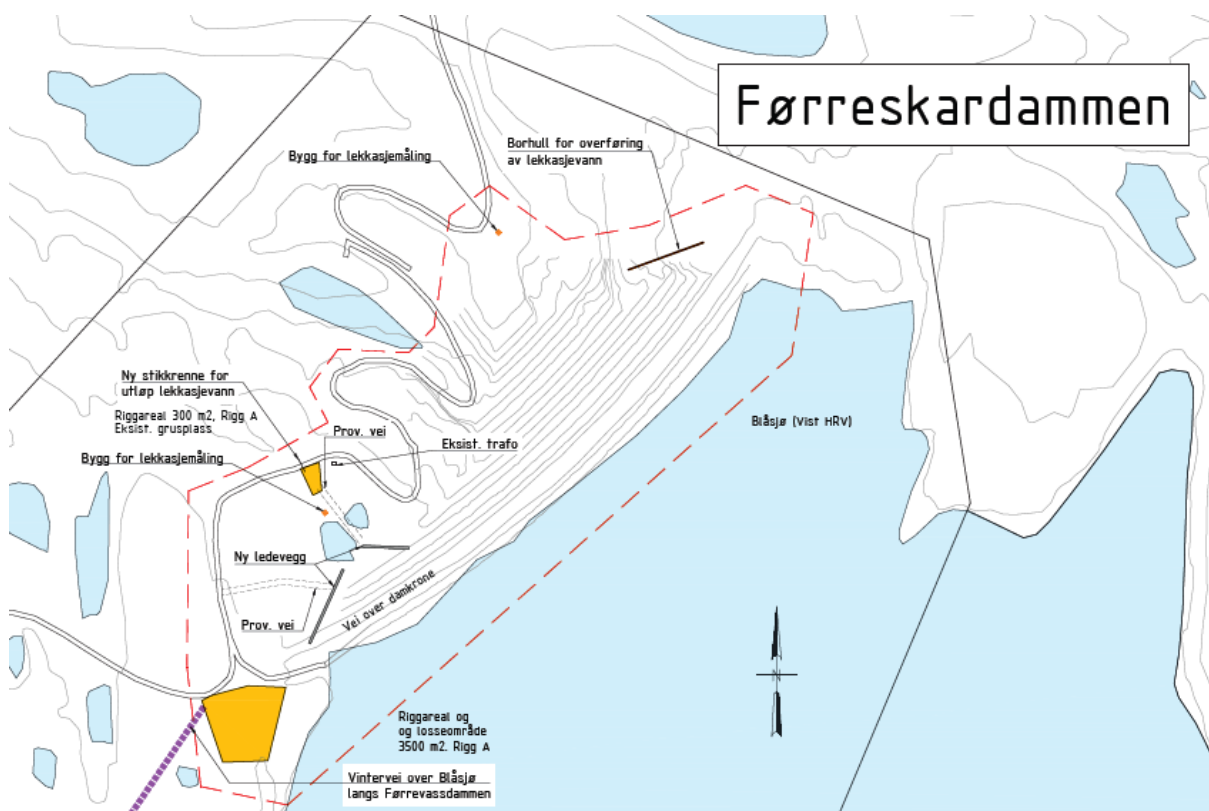 Førreskardammen
Borhull for overføring
av lekkasjevann
Bygg for lekkasjemåling
Ny stikkrenne for
utløp lekkasjevann
Riggareal 300 m2, Rigg A
Eksist. grusplass
Prov. vei
Eksist. trafo
Blåsjø (Vist HRV)
Bygg for lekkasjemåling
Ny ledevegg
Vei over damkrone
Prov. vei
N
Riggareal og
og losseområde
3500 m2. Rigg A
Vintervei over Blåsjø
langs Førrevassdammen